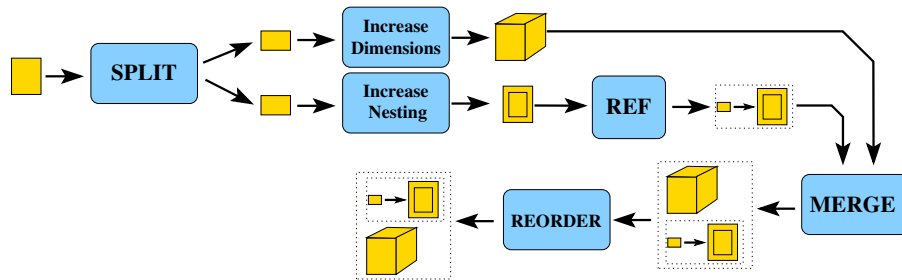 SPLIT
Increase
Dimensions
Increase
Nesting
REF
MERGE
REORDER